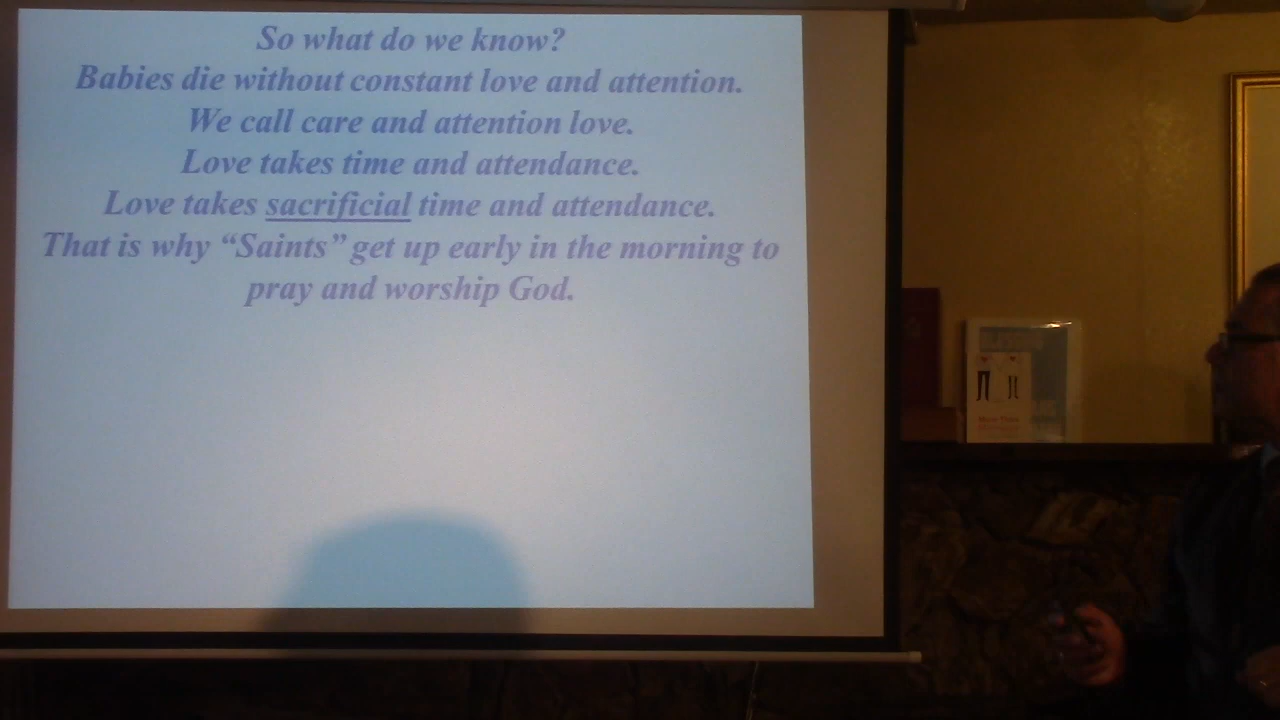 So what do we know?
Babies die without constant love and attention.
We call care and attention love.
Love takes time and attendance.
Love takes sacrificial time and attendance.
That is why “Saints” get up early in the morning to
pray and worship God.